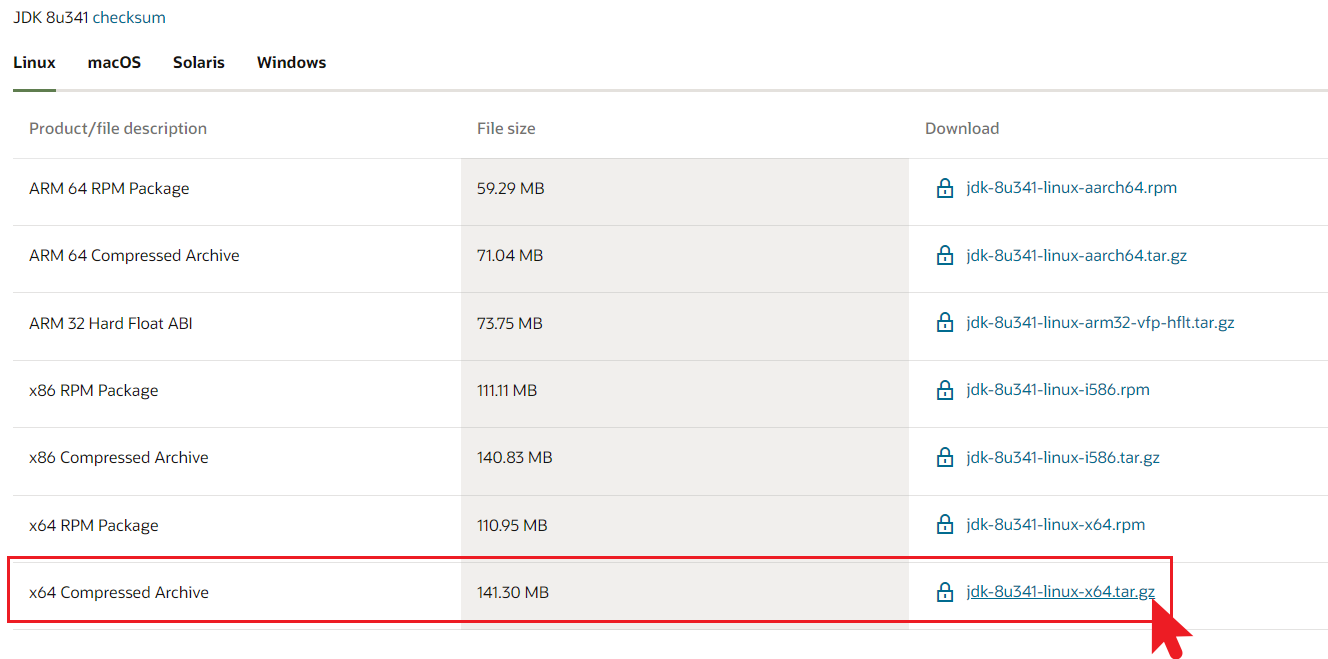 JDK 8u341 checksum
Linux macOS Solaris Windows
Product/file description File size Download
ARM 64 RPM Package 59.29 MB jdk-8u341-linux-aarch64.rpm
ARM 64 Compressed Archive 71.04 MB jdk-8u341-linux-aarch64.tar.gz
ARM 32 Hard Float ABI 73.75 MB jdk-8u341-linux-arm32-vfp-hflt.tar.gz
x86 RPM Package 111.11 MB jdk-8u341-linux-i586.rpm
x86 Compressed Archive 140.83 MB jdk-8u341-linux-i586.tar.gz
x64 RPM Package 110.95 MB jdk-8u341-linux-x64.rpm
x64 Compressed Archive 141.30 MB jdk-8u341-linux-x64.tar.gz